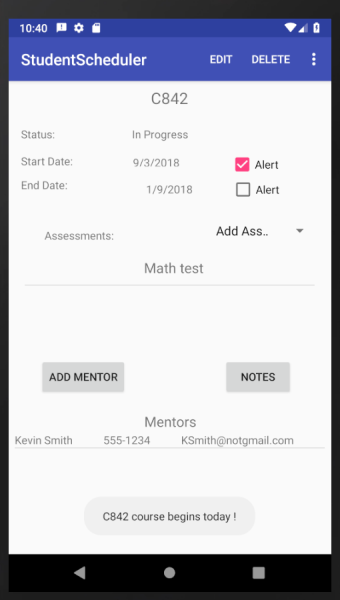 10:40
StudentScheduler EDIT DELETE
C842
Status: In Progress
Start Date: 9/3/2018 Alert
End Date: 1/9/2018 Alert
Assessments: Add Ass..
Math test
ADD MENTOR NOTES
Mentors
Kevin Smith 555-1234 KSmith@notgmail.com
C842 course begins today !